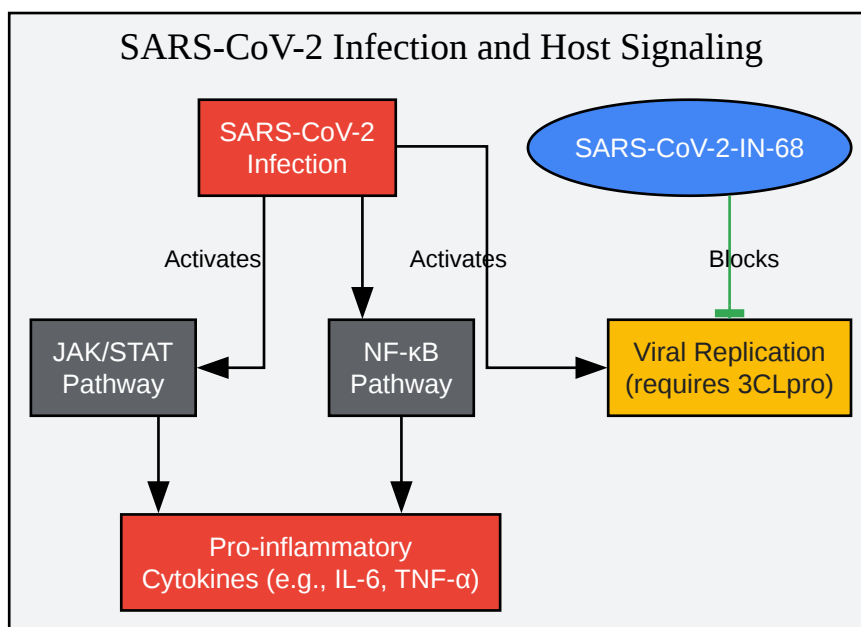 SARS-CoV-2 Infection and Host Signaling
SARS-CoV-2
Infection
SARS-CoV-2-IN-68
Activates
Activates
Blocks
JAK/STAT
Pathway
NF-κB
Pathway
Viral Replication
(requires 3CLpro)
Pro-inflammatory
Cytokines (e.g., IL-6, TNF-α)